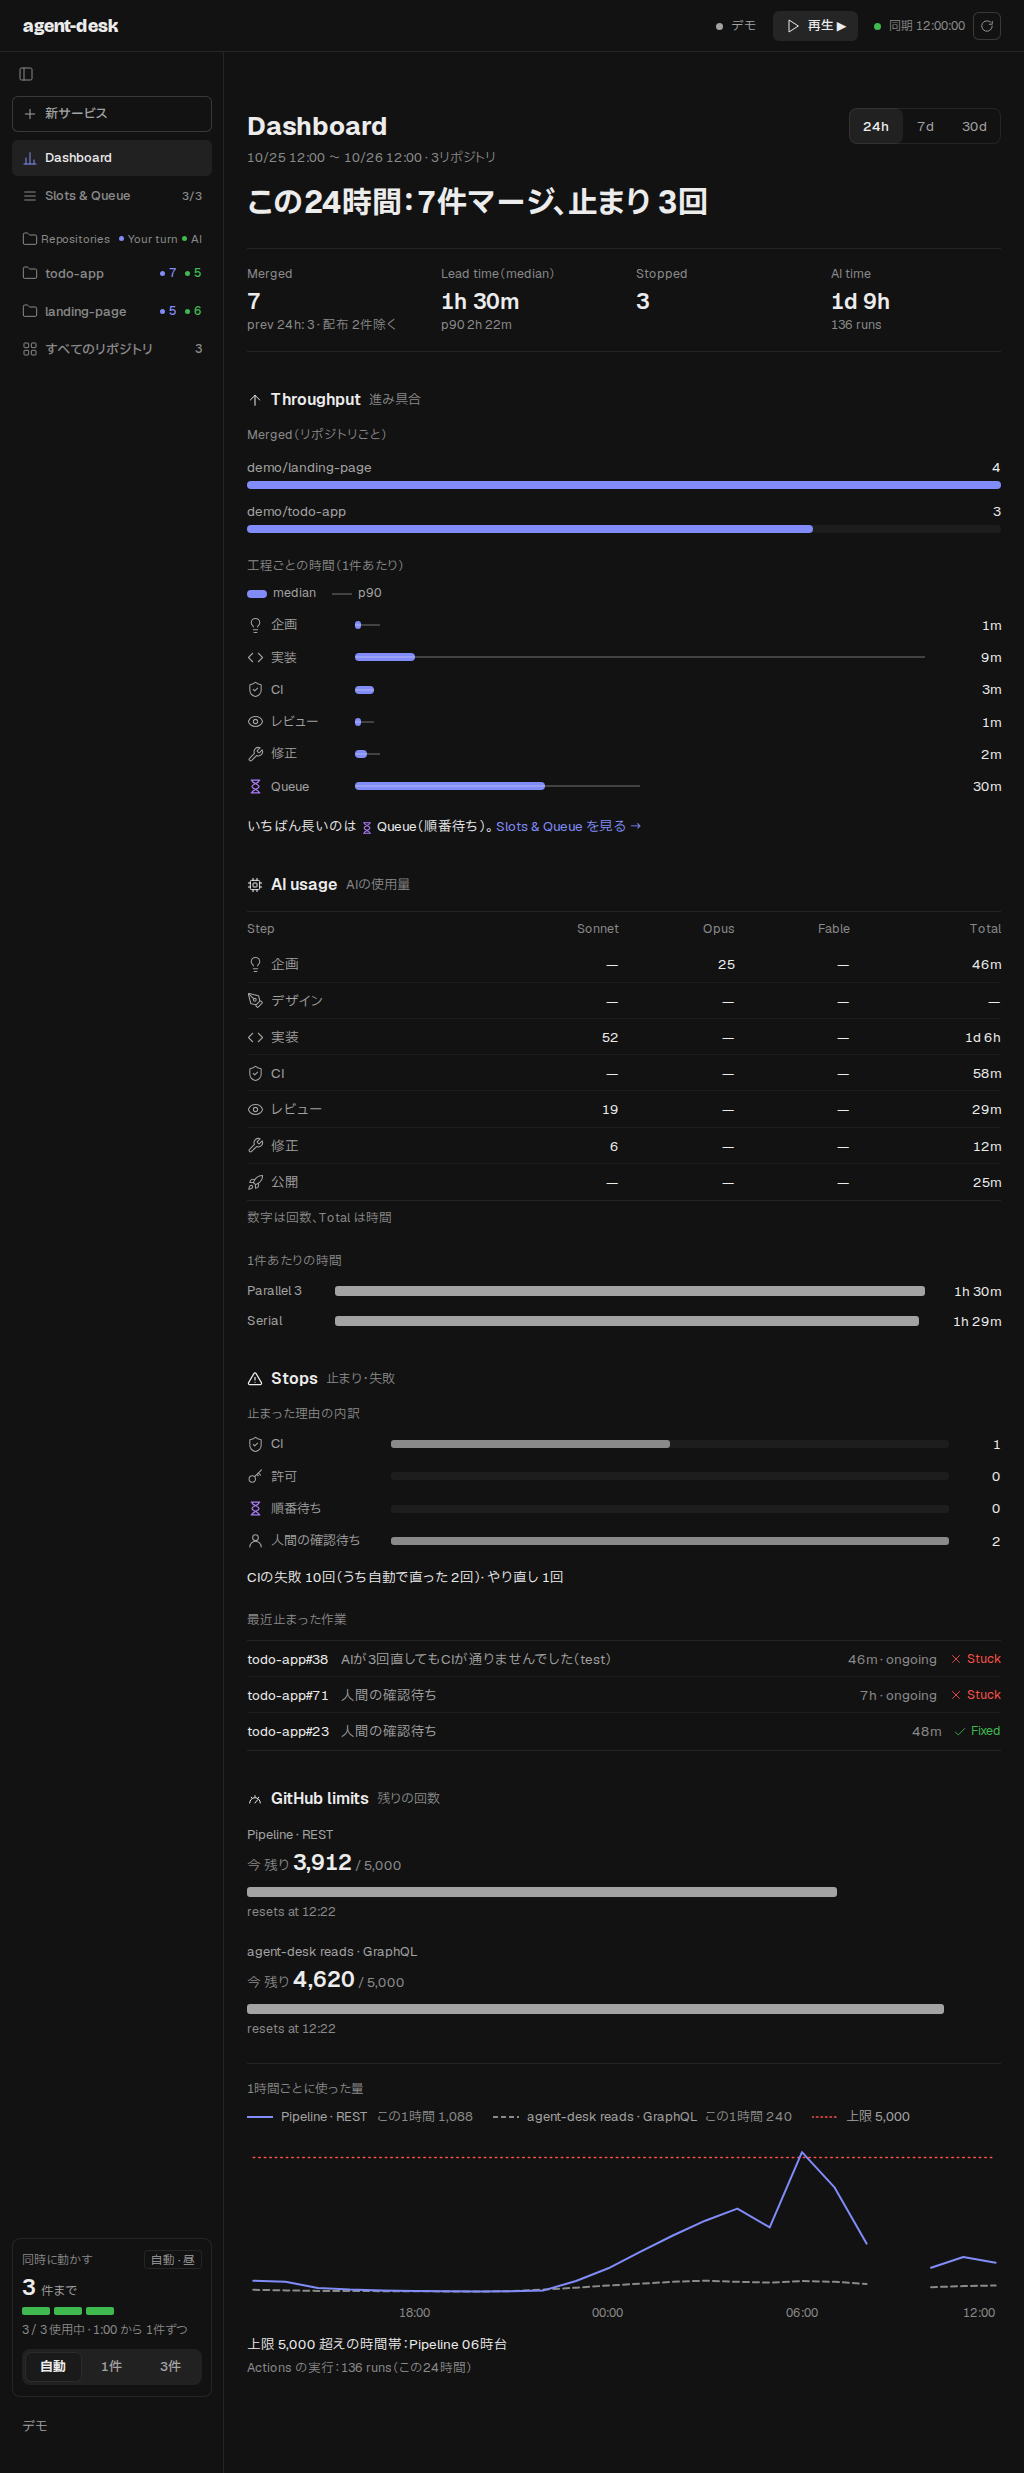 agent-desk
デモ
再生 ▶
同期 12:00:00
新サービス
Dashboard
Slots & Queue 3/3
Repositories Your turn AI
todo-app 7 5
landing-page 5 6
すべてのリポジトリ 3
Dashboard
24h 7d 30d
10/25 12:00 〜 10/26 12:00 · 3リポジトリ
この24時間：7件マージ、止まり 3回
Merged
7
prev 24h: 3 · 配布 2件除く
Lead time（median）
1h 30m
p90 2h 22m
Stopped
3
AI time
1d 9h
136 runs
Throughput 進み具合
Merged（リポジトリごと）
demo/landing-page 4
demo/todo-app 3
工程ごとの時間（1件あたり）
median p90
企画 1m
実装 9m
CI 3m
レビュー 1m
修正 2m
Queue 30m
いちばん長いのは Queue（順番待ち）。Slots & Queue を見る →
AI usage AIの使用量
Step Sonnet Opus Fable Total
企画 — 25 — 46m
デザイン — — — —
実装 52 — — 1d 6h
CI — — — 58m
レビュー 19 — — 29m
修正 6 — — 12m
公開 — — — 25m
数字は回数、Total は時間
1件あたりの時間
Parallel 3 1h 30m
Serial 1h 29m
Stops 止まり・失敗
止まった理由の内訳
CI 1
許可 0
順番待ち 0
人間の確認待ち 2
CIの失敗 10回（うち自動で直った 2回）· やり直し 1回
最近止まった作業
todo-app#38 AIが3回直してもCIが通りませんでした（test） 46m · ongoing Stuck
todo-app#71 人間の確認待ち 7h · ongoing Stuck
todo-app#23 人間の確認待ち 48m Fixed
GitHub limits 残りの回数
Pipeline · REST
今 残り 3,912 / 5,000
resets at 12:22
agent-desk reads · GraphQL
今 残り 4,620 / 5,000
resets at 12:22
1時間ごとに使った量
Pipeline · REST この1時間 1,088 agent-desk reads · GraphQL この1時間 240 上限 5,000
18:00 00:00 06:00 12:00
上限 5,000 超えの時間帯：Pipeline 06時台
Actions の実行：136 runs（この24時間）
同時に動かす 自動 · 昼
3 件まで
3 / 3 使用中 · 1:00 から 1件ずつ
自動 1件 3件
デモ